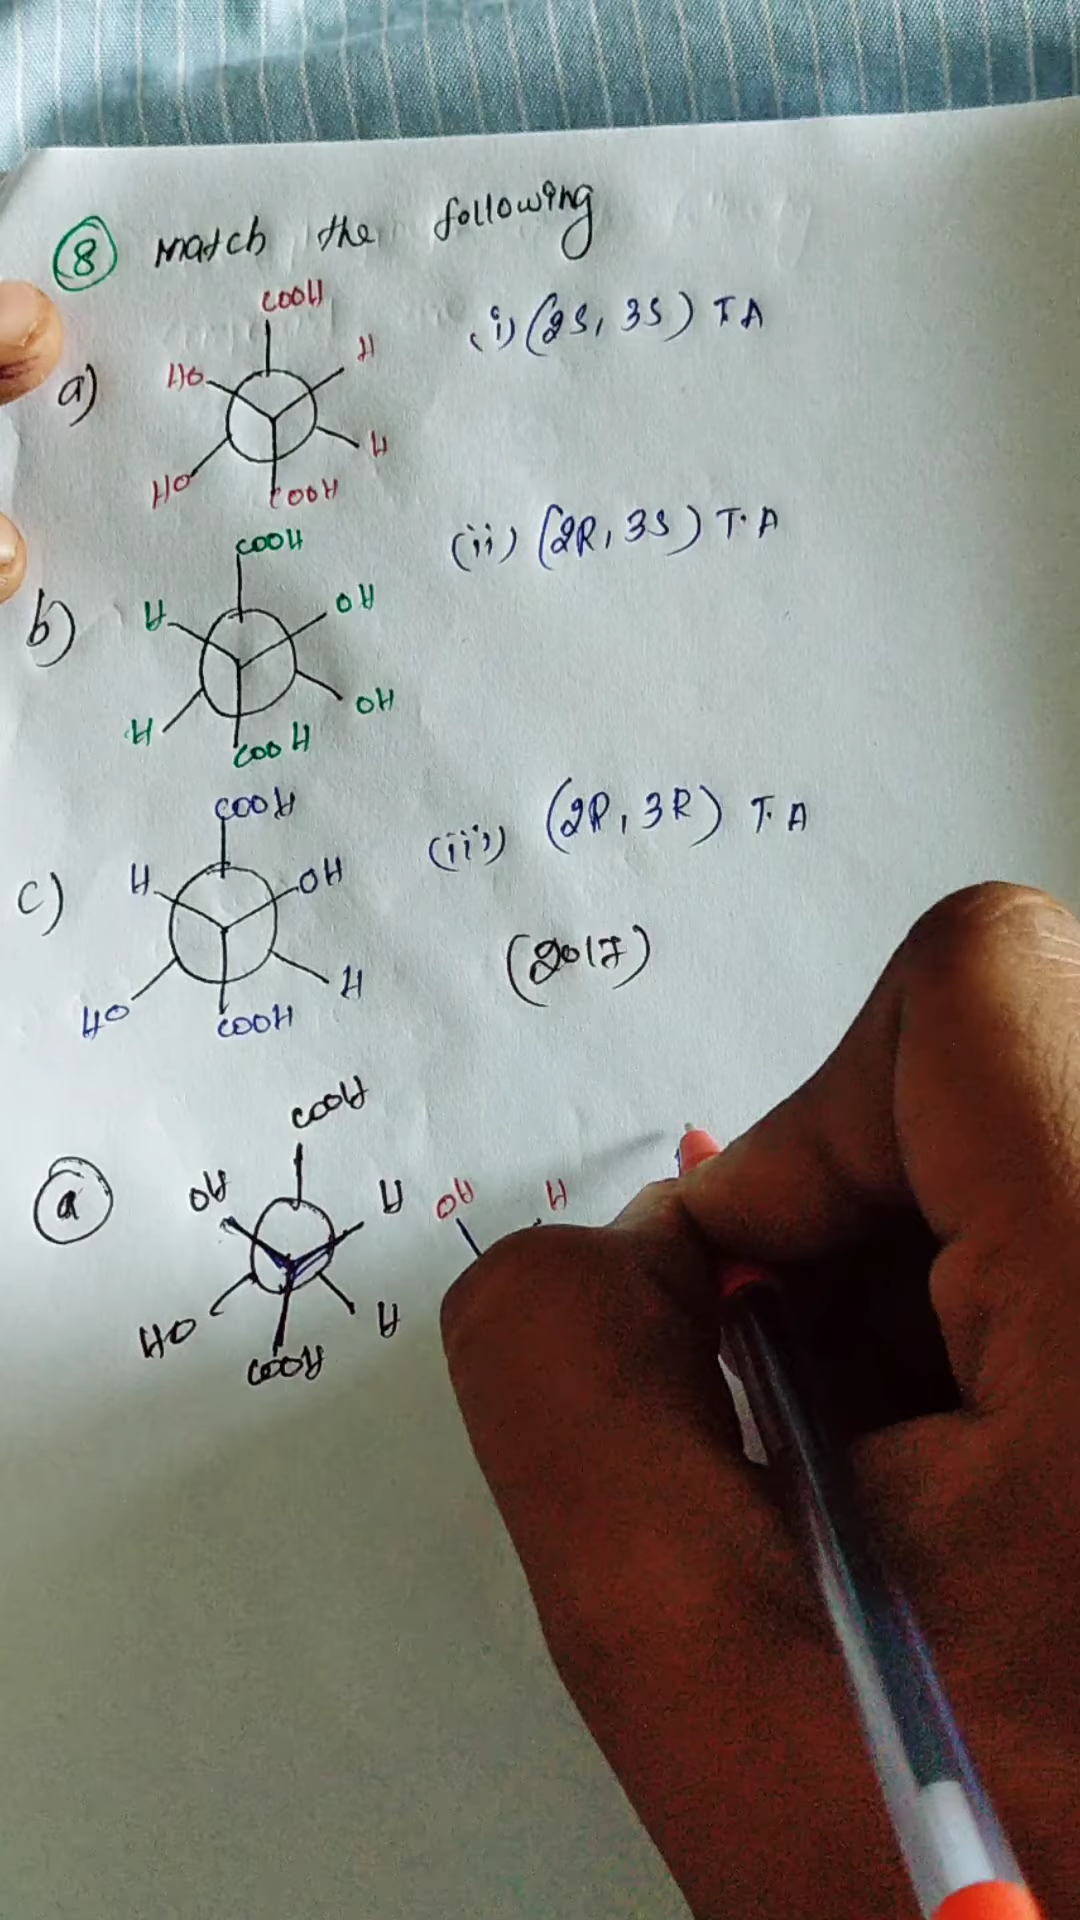 8 Match the following
COOH
a) HO H (i) (2S, 3S) TA
HO H
COOH
COOH
(ii) (2R, 3S) T.A
b) H OH
H OH
COOH
COOH
(iii) (2R, 3R) T.A
c) H OH
(2017)
HO H
COOH
COOH
a OH H OH H
HO H
COOH